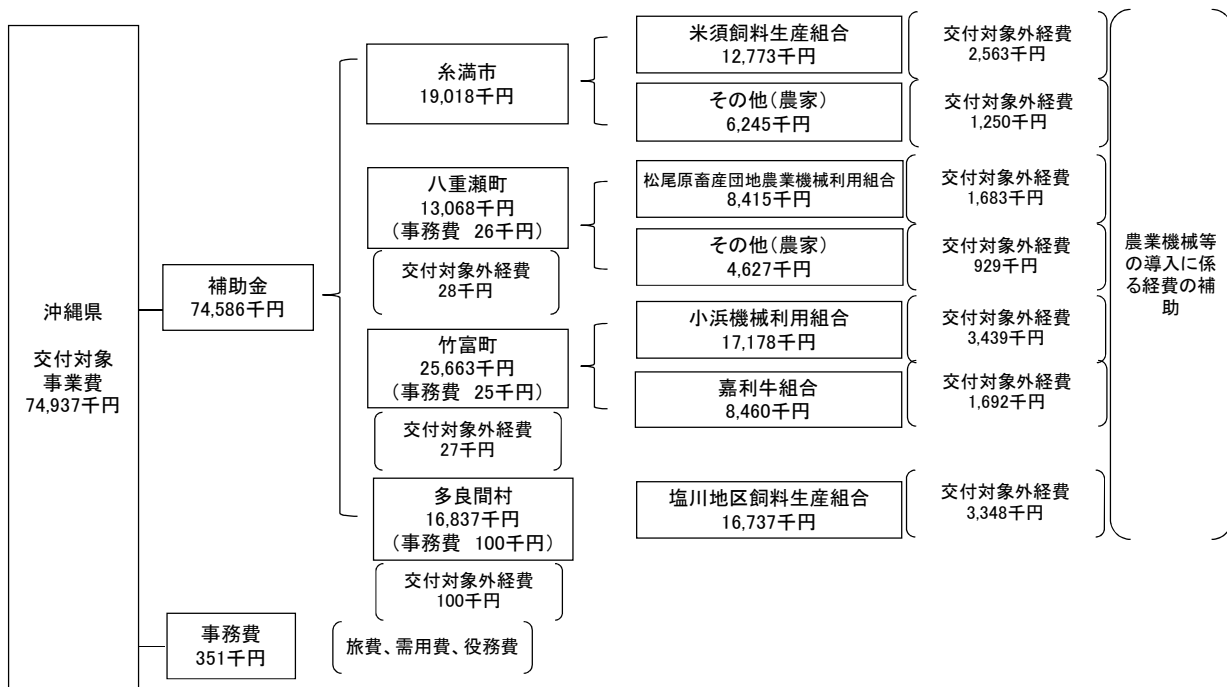 沖縄県
交付対象
事業費
74,937千円
補助金
74,586千円
糸満市
19,018千円
米須飼料生産組合
12,773千円
交付対象外経費
2,563千円
その他(農家)
6,245千円
交付対象外経費
1,250千円
八重瀬町
13,068千円
(事務費 26千円)
交付対象外経費
28千円
松尾原畜産団地農業機械利用組合
8,415千円
交付対象外経費
1,683千円
その他(農家)
4,627千円
交付対象外経費
929千円
竹富町
25,663千円
(事務費 25千円)
交付対象外経費
27千円
小浜機械利用組合
17,178千円
交付対象外経費
3,439千円
嘉利牛組合
8,460千円
交付対象外経費
1,692千円
多良間村
16,837千円
(事務費 100千円)
交付対象外経費
100千円
塩川地区飼料生産組合
16,737千円
交付対象外経費
3,348千円
農業機械等
の導入に係
る経費の補
助
事務費
351千円
旅費、需用費、役務費